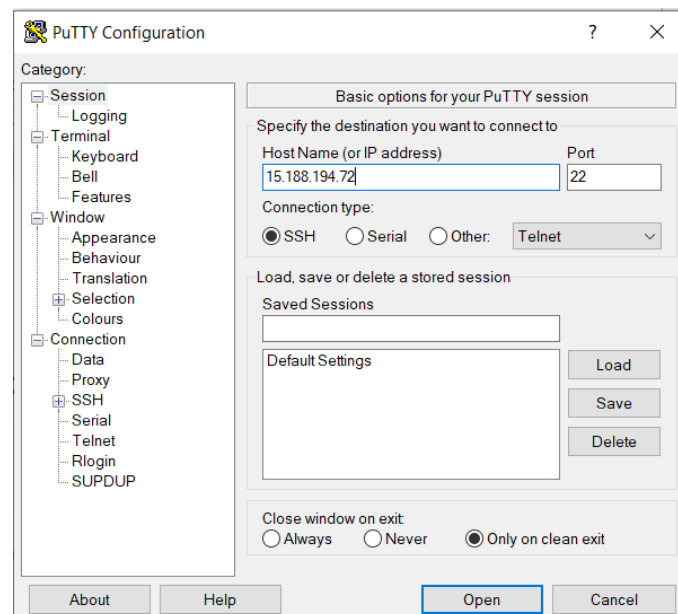 PuTTY Configuration
?
Category:
Session
Logging
Terminal
Keyboard
Bell
Features
Window
Appearance
Behaviour
Translation
Selection
Colours
Connection
Data
Proxy
SSH
Serial
Telnet
Rlogin
SUPDUP
Basic options for your PuTTY session
Specify the destination you want to connect to
Host Name (or IP address) Port
15.188.194.72 22
Connection type:
SSH Serial Other: Telnet
Load, save or delete a stored session
Saved Sessions
Default Settings
Load
Save
Delete
Close window on exit:
Always Never Only on clean exit
About Help Open Cancel